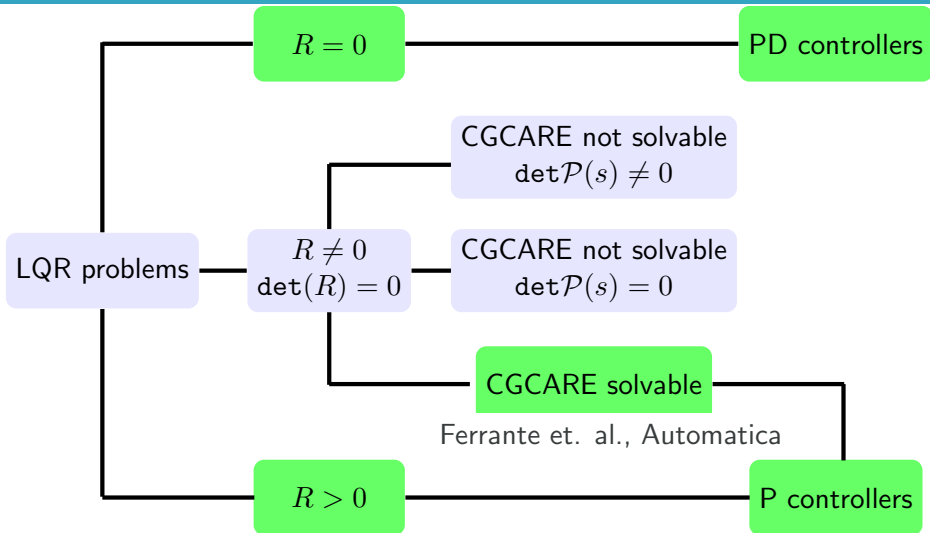 R = 0
PD controllers
CGCARE not solvable
det𝒫(s) ≠ 0
LQR problems
R ≠ 0
det(R) = 0
CGCARE not solvable
det𝒫(s) = 0
CGCARE solvable
Ferrante et. al., Automatica
R > 0
P controllers